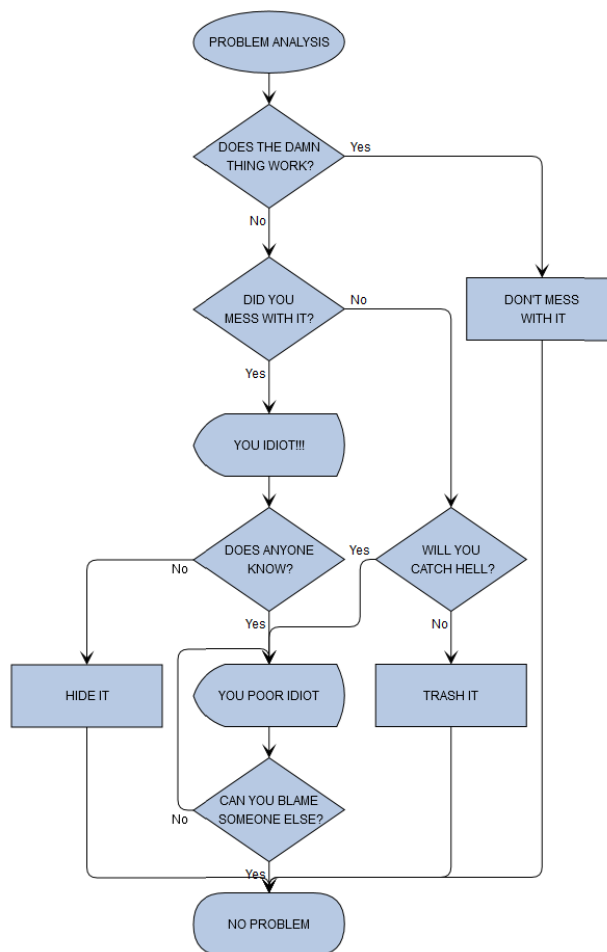 PROBLEM ANALYSIS
DOES THE DAMN
THING WORK?
Yes
No
DID YOU
MESS WITH IT?
No
DON'T MESS
WITH IT
Yes
YOU IDIOT!!!
DOES ANYONE
KNOW?
No
Yes
WILL YOU
CATCH HELL?
Yes
No
HIDE IT
YOU POOR IDIOT
TRASH IT
CAN YOU BLAME
SOMEONE ELSE?
No
Yes
NO PROBLEM